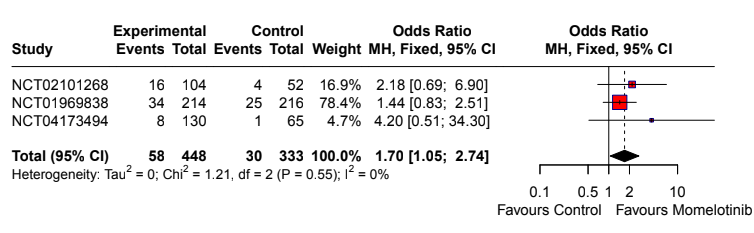 Experimental Control Odds Ratio Odds Ratio
Study Events Total Events Total Weight MH, Fixed, 95% CI MH, Fixed, 95% CI
NCT02101268 16 104 4 52 16.9% 2.18 [0.69; 6.90]
NCT01969838 34 214 25 216 78.4% 1.44 [0.83; 2.51]
NCT04173494 8 130 1 65 4.7% 4.20 [0.51; 34.30]
Total (95% CI) 58 448 30 333 100.0% 1.70 [1.05; 2.74]
Heterogeneity: Tau² = 0; Chi² = 1.21, df = 2 (P = 0.55); I² = 0%
0.1 0.5 1 2 10
Favours Control Favours Momelotinib